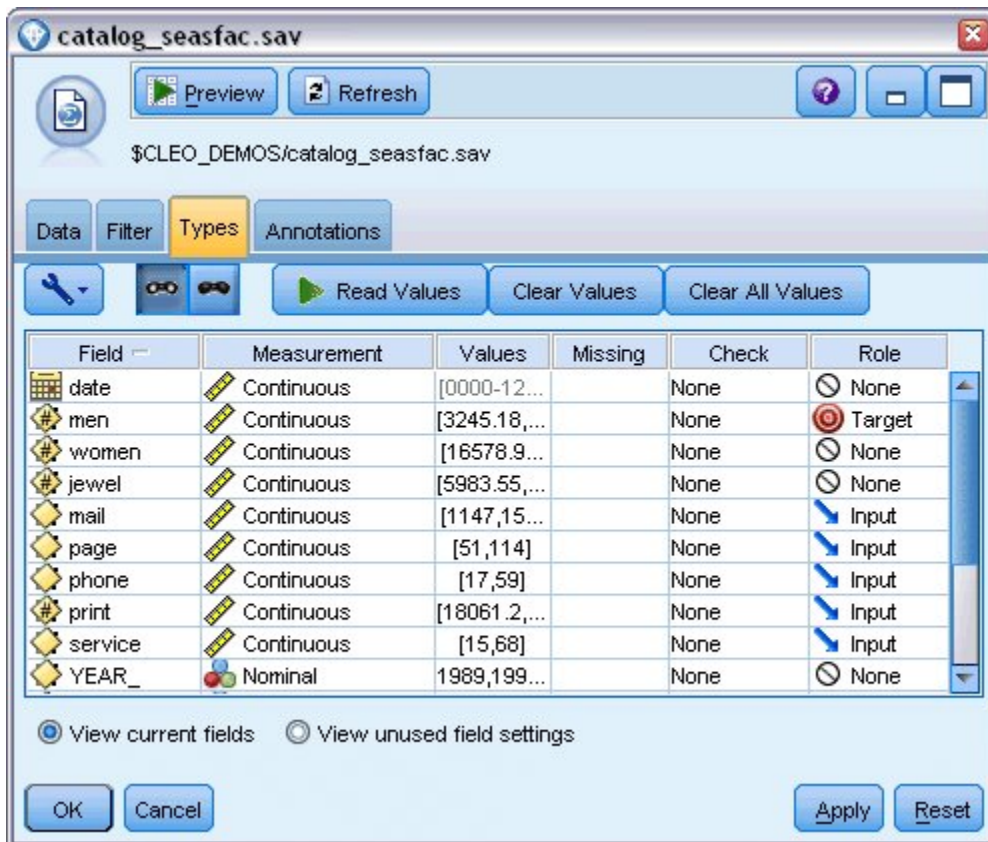 catalog_seasfac.sav
Preview Refresh
$CLEO_DEMOS/catalog_seasfac.sav
Data Filter Types Annotations
Read Values Clear Values Clear All Values
Field Measurement Values Missing Check Role
date Continuous [0000-12... None None
men Continuous [3245.18,... None Target
women Continuous [16578.9... None None
jewel Continuous [5983.55,... None None
mail Continuous [1147,15... None Input
page Continuous [51,114] None Input
phone Continuous [17,59] None Input
print Continuous [18061.2,... None Input
service Continuous [15,68] None Input
YEAR_ Nominal 1989,199... None None
View current fields View unused field settings
OK Cancel Apply Reset